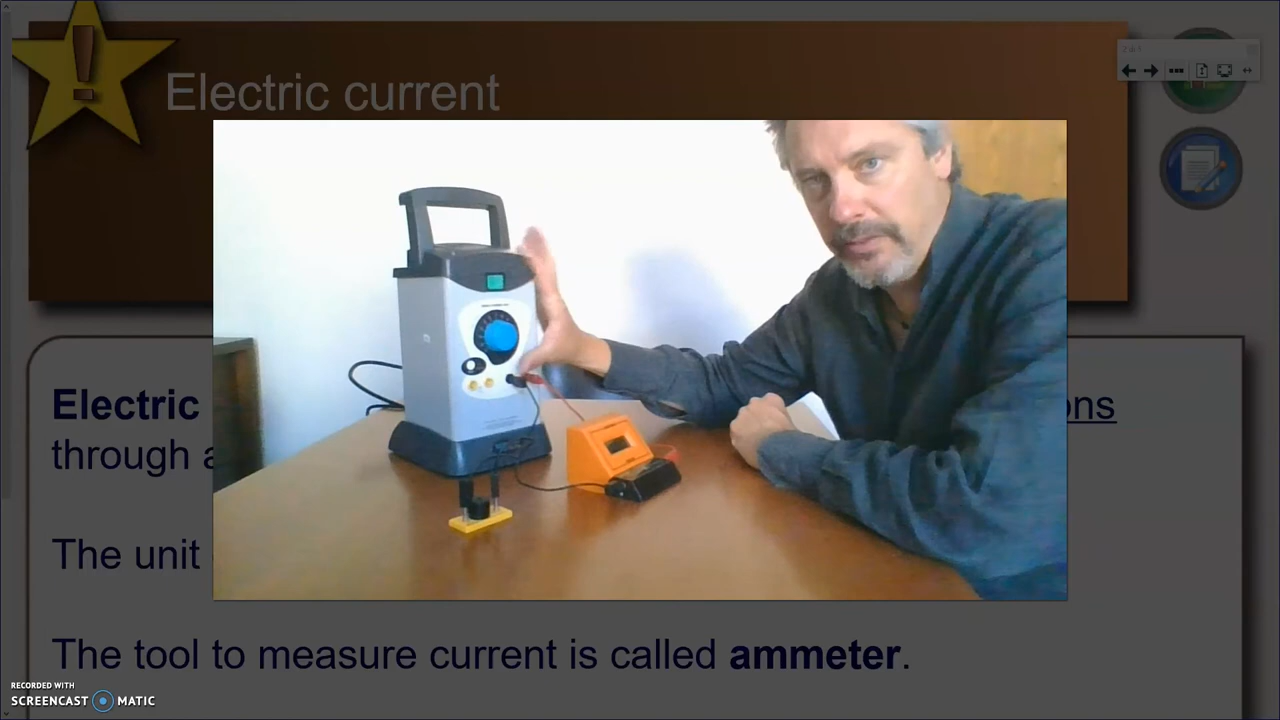 Electric current
Electric
ons
through a
The unit
The tool to measure current is called ammeter.
RECORDED WITH
SCREENCAST MATIC